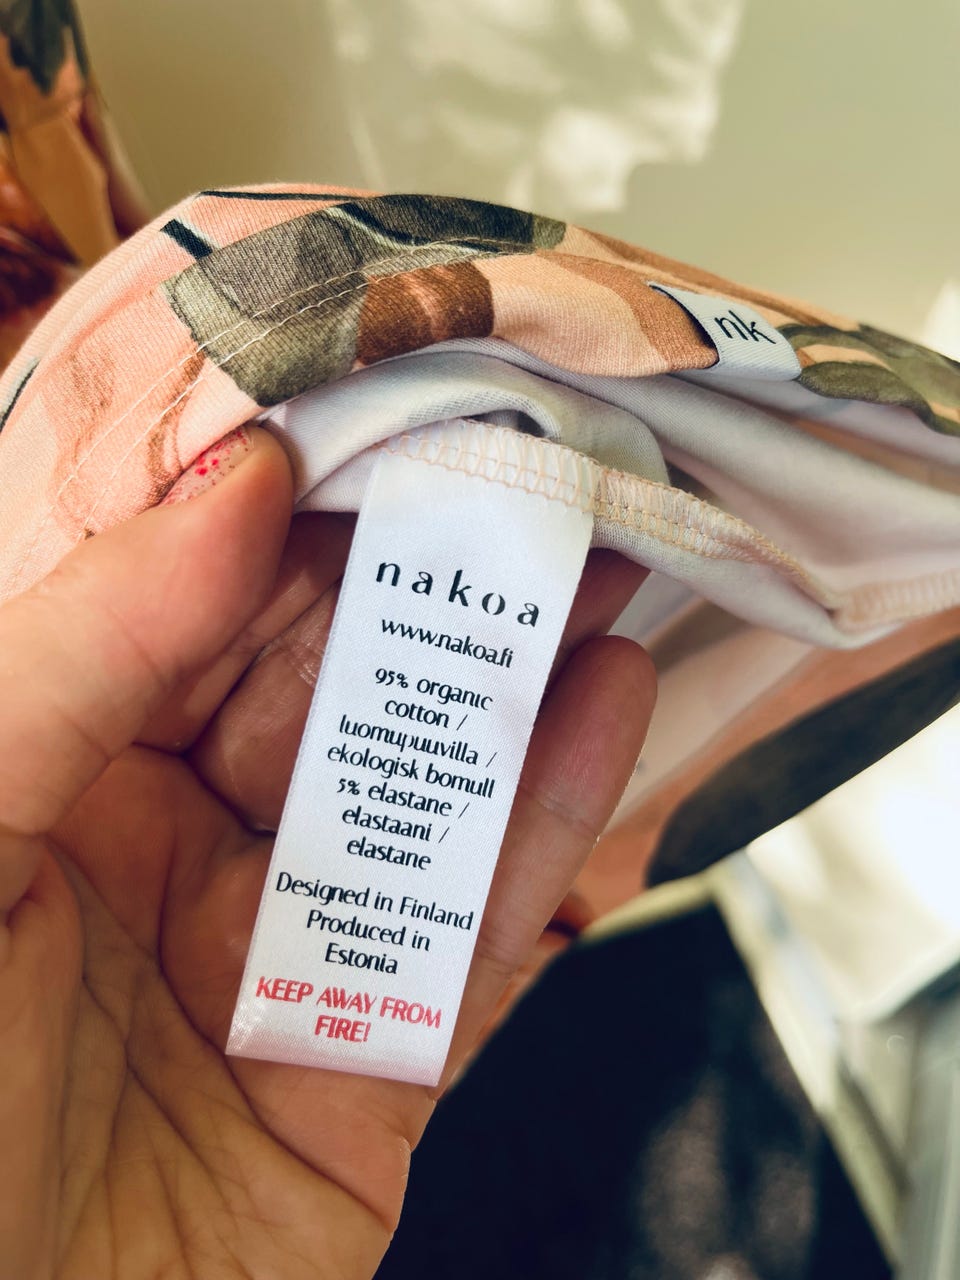 nk
nakoa
www.nakoa.fi
95% organic
cotton /
luomupuuvilla /
ekologisk bomull
5% elastane /
elastaani /
elastane
Designed in Finland
Produced in
Estonia
KEEP AWAY FROM
FIRE!